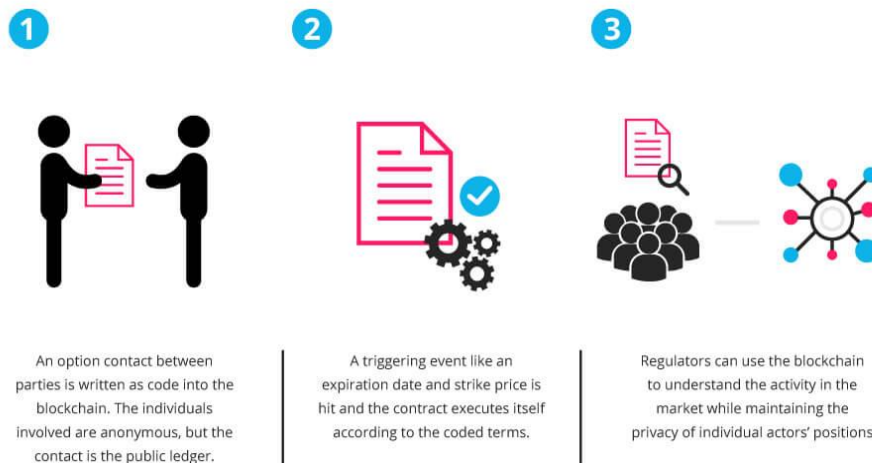 1
2
3
An option contact between
parties is written as code into the
blockchain. The individuals
involved are anonymous, but the
contact is the public ledger.
A triggering event like an
expiration date and strike price is
hit and the contract executes itself
according to the coded terms.
Regulators can use the blockchain
to understand the activity in the
market while maintaining the
privacy of individual actors' positions